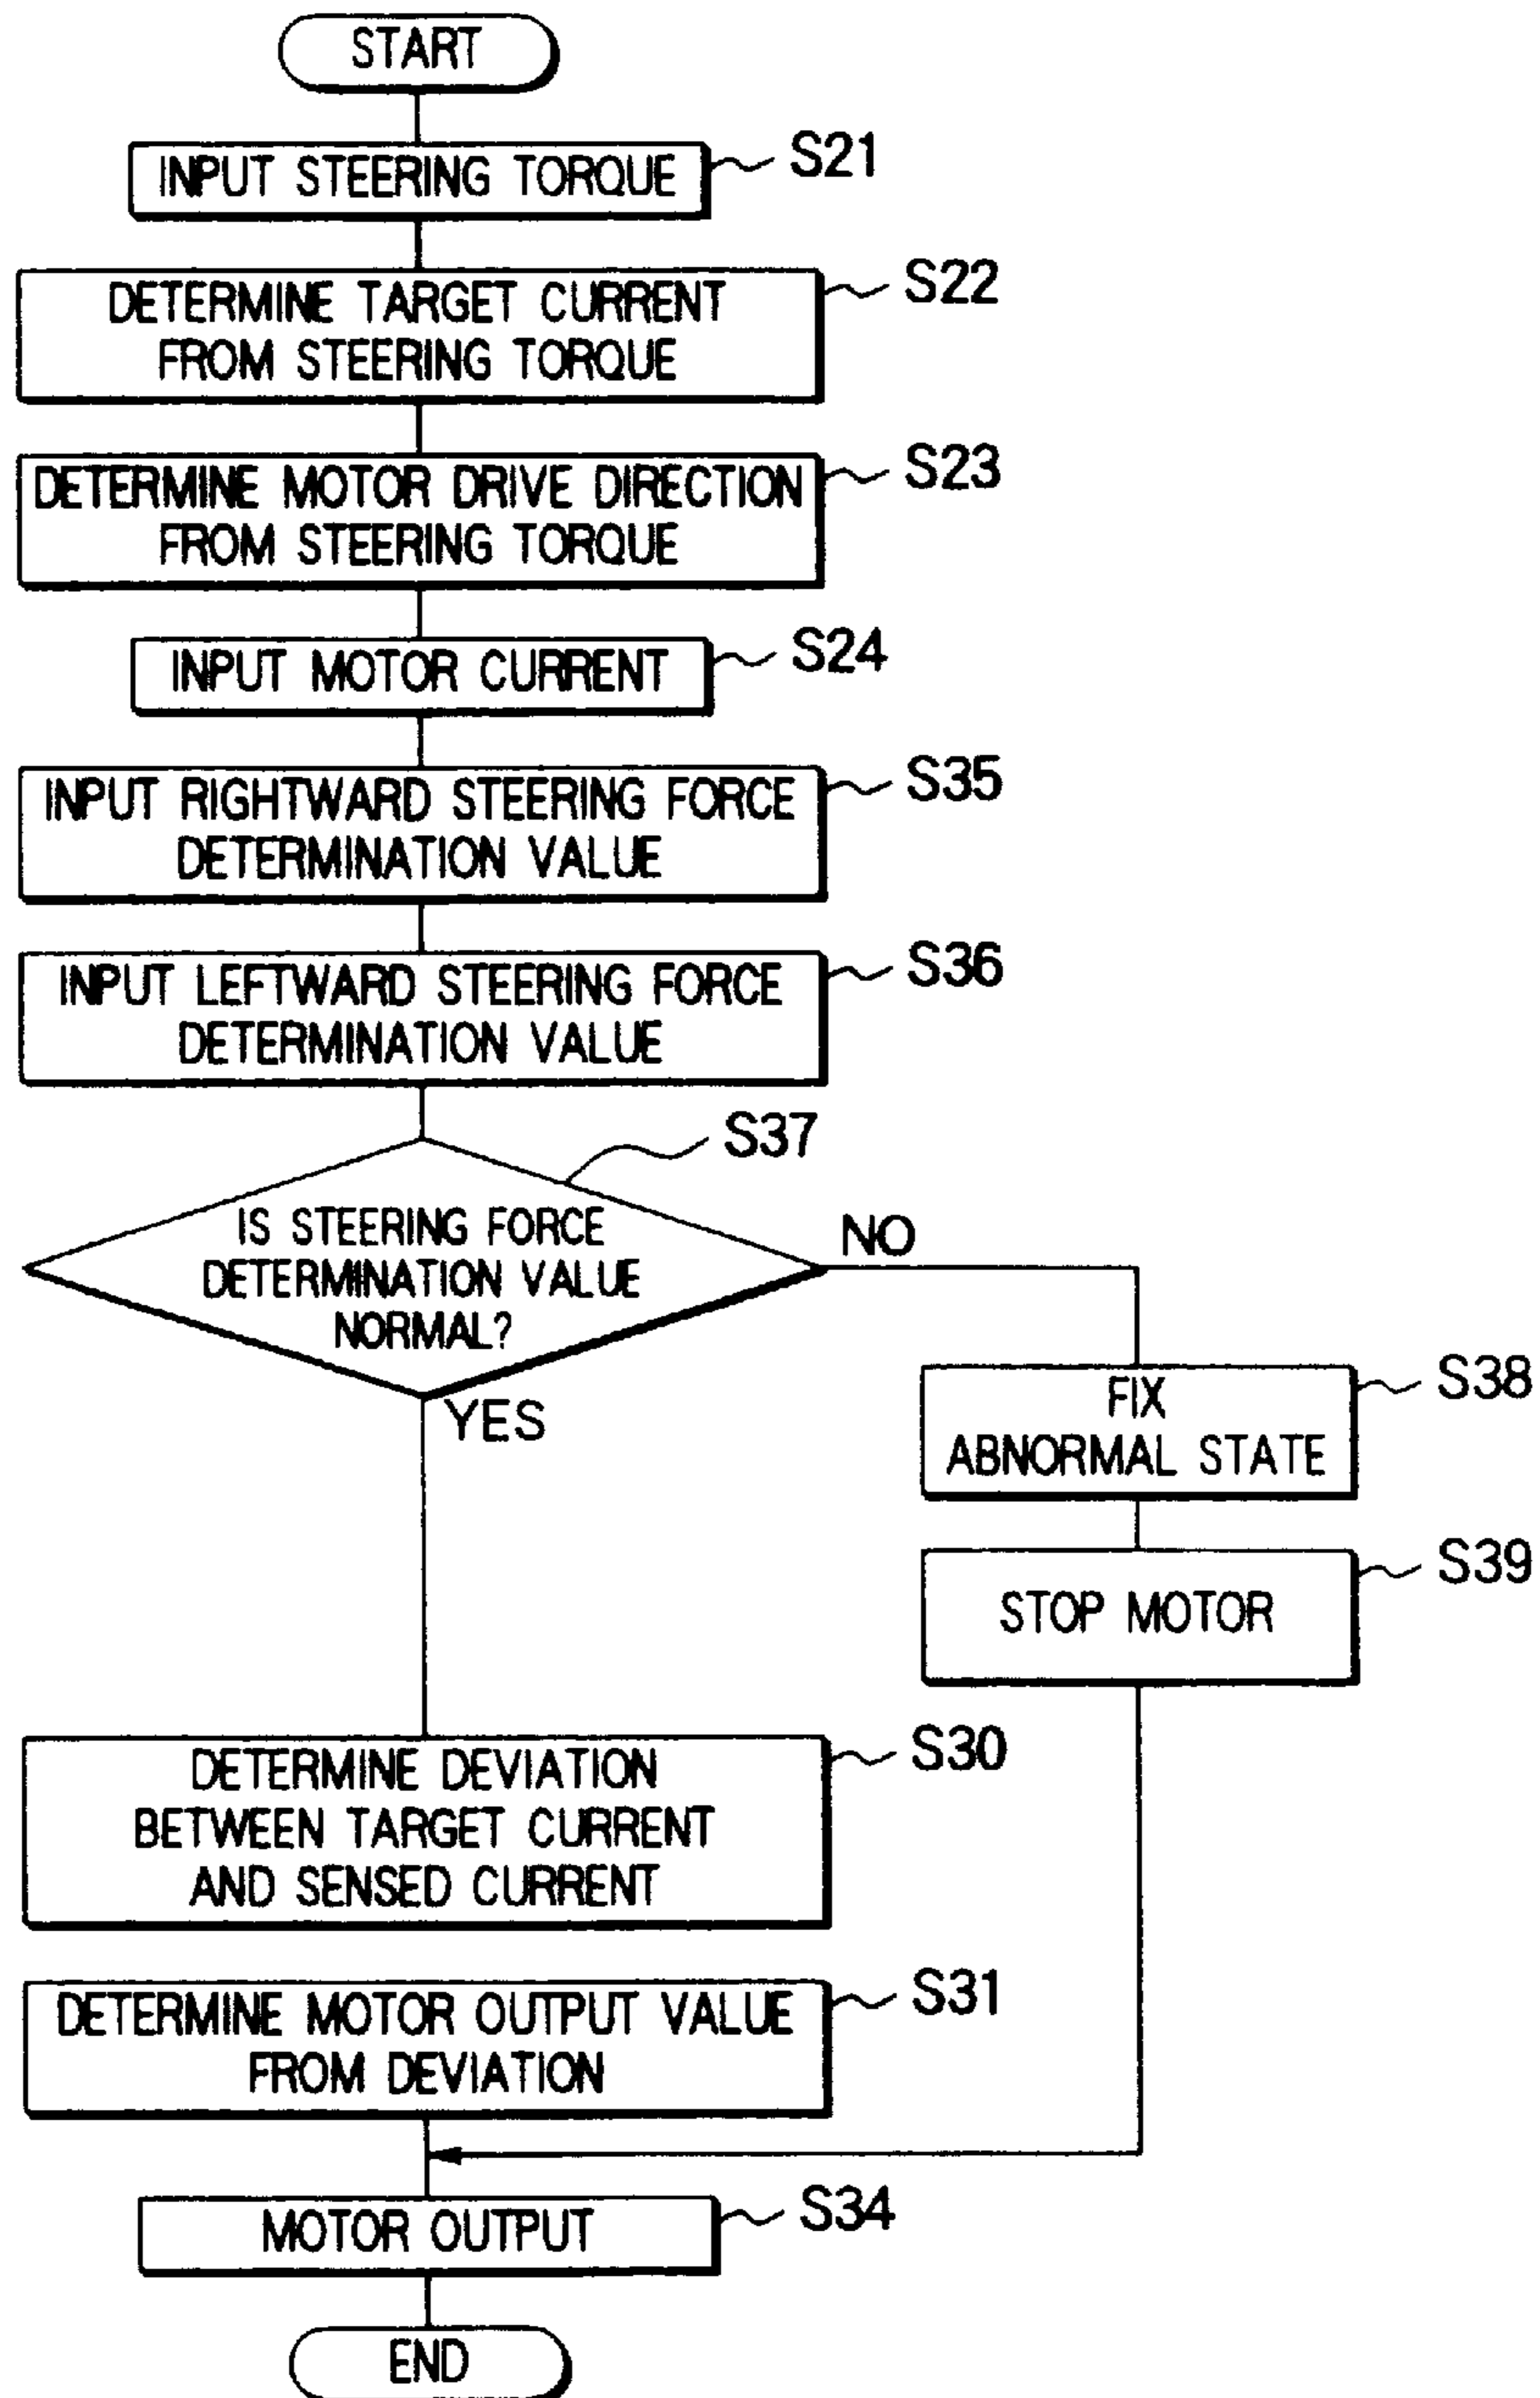 START
INPUT STEERING TORQUE
S21
DETERMINE TARGET CURRENT
FROM STEERING TORQUE
S22
DETERMINE MOTOR DRIVE DIRECTION
FROM STEERING TORQUE
S23
INPUT MOTOR CURRENT
S24
INPUT RIGHTWARD STEERING FORCE
DETERMINATION VALUE
S35
INPUT LEFTWARD STEERING FORCE
DETERMINATION VALUE
S36
S37
IS STEERING FORCE
DETERMINATION VALUE
NORMAL?
NO
YES
FIX
ABNORMAL STATE
S38
STOP MOTOR
S39
DETERMINE DEVIATION
BETWEEN TARGET CURRENT
AND SENSED CURRENT
S30
DETERMINE MOTOR OUTPUT VALUE
FROM DEVIATION
S31
MOTOR OUTPUT
S34
END